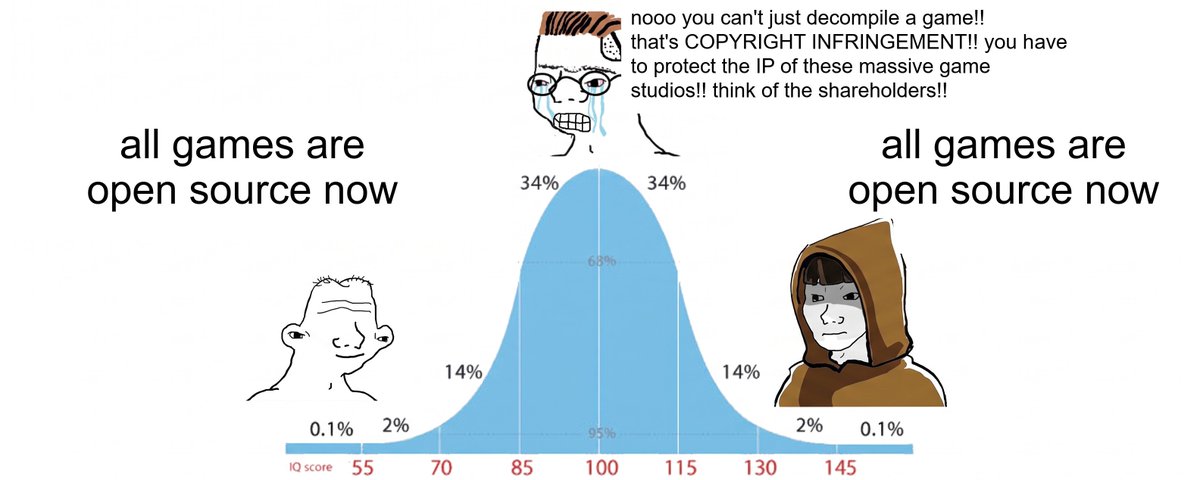 nooo you can't just decompile a game!!
that's COPYRIGHT INFRINGEMENT!! you have
to protect the IP of these massive game
studios!! think of the shareholders!!
all games are
open source now
all games are
open source now
34%
34%
68%
14%
14%
0.1%
2%
95%
2%
0.1%
IQ score 55 70 85 100 115 130 145